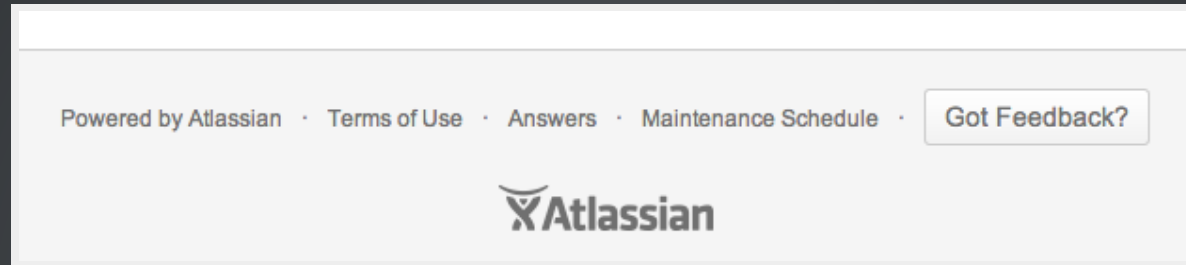 Powered by Atlassian · Terms of Use · Answers · Maintenance Schedule · Got Feedback?
Atlassian